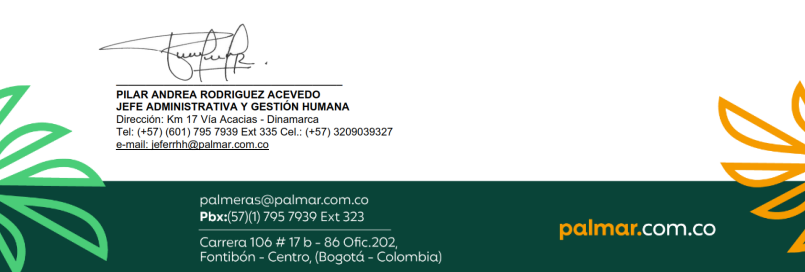 PILAR ANDREA RODRIGUEZ ACEVEDO
JEFE ADMINISTRATIVA Y GESTIÓN HUMANA
Dirección: Km 17 Vía Acacias - Dinamarca
Tel: (+57) (601) 795 7939 Ext 335 Cel.: (+57) 3209039327
e-mail: jeferrhh@palmar.com.co
palmeras@palmar.com.co
Pbx:(57)(1) 795 7939 Ext 323
Carrera 106 # 17 b - 86 Ofic.202,
Fontibón - Centro, (Bogotá - Colombia)
palmar.com.co